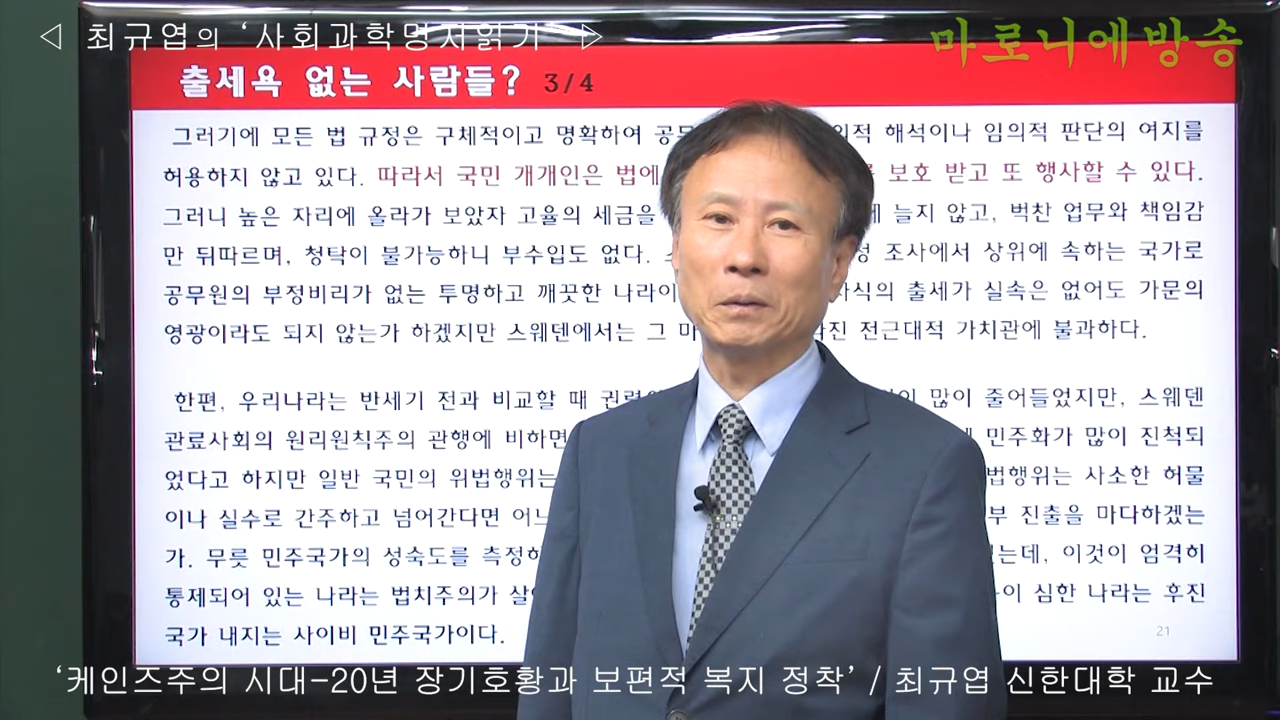 ◁ 최규엽의 ‘사회과학명저읽기’ ▷
마로니에방송
출세욕 없는 사람들? 3/4
그러기에 모든 법 규정은 구체적이고 명확하여 해석이나 임의적 판단의 여지를
허용하지 않고 있다. 따라서 국민 개개인은 보호 받고 또 행사할 수 있다.
그러니 높은 자리에 올라가 보았자 고율의 세금을 늘지 않고, 벅찬 업무와 책임감
만 뒤따르며, 청탁이 불가능하니 부수입도 없다. 조사에서 상위에 속하는 국가로
공무원의 부정비리가 없는 투명하고 깨끗한 출세가 실속은 없어도 가문의
영광이라도 되지 않는가 하겠지만 스웨덴에서는 그 전근대적 가치관에 불과하다.
한편, 우리나라는 반세기 전과 비교할 때 많이 줄어들었지만, 스웨덴
관료사회의 원리원칙주의 관행에 비하면 민주화가 많이 진척되
었다고 하지만 일반 국민의 위법행위는 사소한 허물
이나 실수로 간주하고 넘어간다면 진출을 마다하겠는
가. 무릇 민주국가의 성숙도를 이것이 엄격히
통제되어 있는 나라는 법치주의가 심한 나라는 후진
국가 내지는 사이비 민주국가이다.
21
‘케인즈주의 시대-20년 장기호황과 보편적 복지 정착’ / 최규엽 신한대학 교수